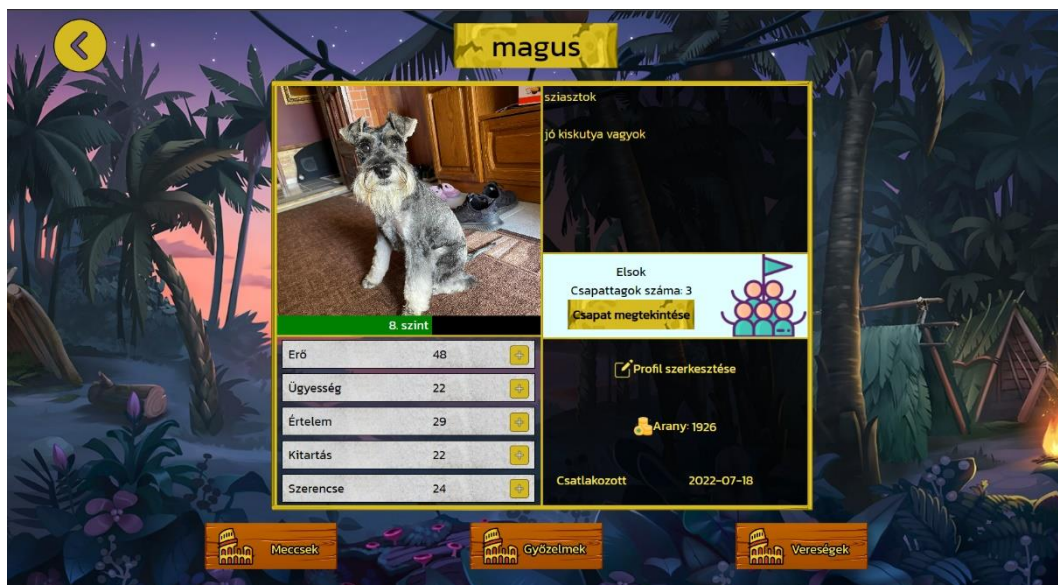 magus
sziasztok
jó kiskutya vagyok
8. szint
Elsok
Csapattagok száma: 3
Csapat megtekintése
Erő 48
Ügyesség 22
Értelem 29
Kitartás 22
Szerencse 24
Profil szerkesztése
Arany: 1926
Csatlakozott 2022-07-18
Meccsek
Győzelmek
Vereségek